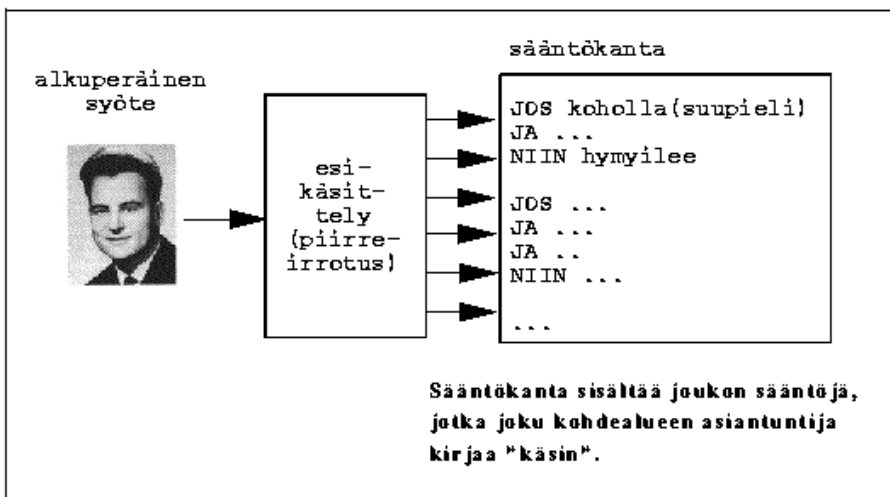 alkuperäinen
syöte
esi-
käsit-
tely
(piirre-
irrotus)
sääntökanta
JOS koholla(suupieli)
JA ...
NIIN hymyilee
JOS ...
JA ...
JA ..
NIIN ...
...
Sääntökanta sisältää joukon sääntöjä,
jotka joku kohdealueen asiantuntija
kirjaa "käsin".